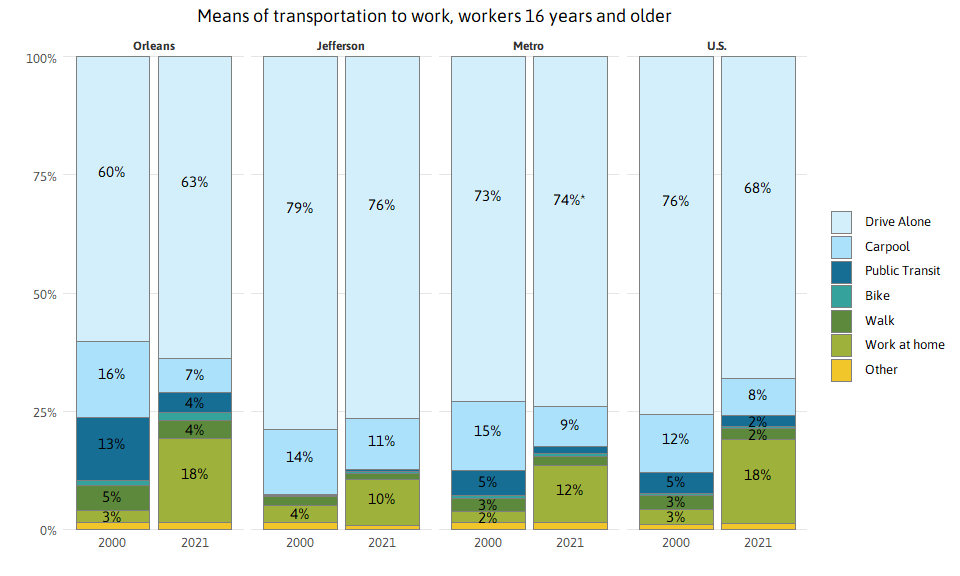 Means of transportation to work, workers 16 years and older
Orleans Jefferson Metro U.S.
100%
75%
50%
25%
0%
60% 16% 13% 5% 3%
63% 7% 4% 4% 18%
79% 14% 4%
76% 11% 10%
73% 15% 5% 3% 2%
74%* 9% 12%
76% 12% 5% 3% 3%
68% 8% 2% 2% 18%
2000 2021 2000 2021 2000 2021 2000 2021
Drive Alone
Carpool
Public Transit
Bike
Walk
Work at home
Other